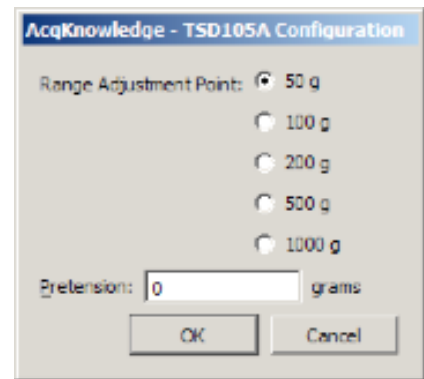 AcqKnowledge - TSD105A Configuration
Range Adjustment Point: 50 g
100 g
200 g
500 g
1000 g
Pretension: 0 grams
OK Cancel